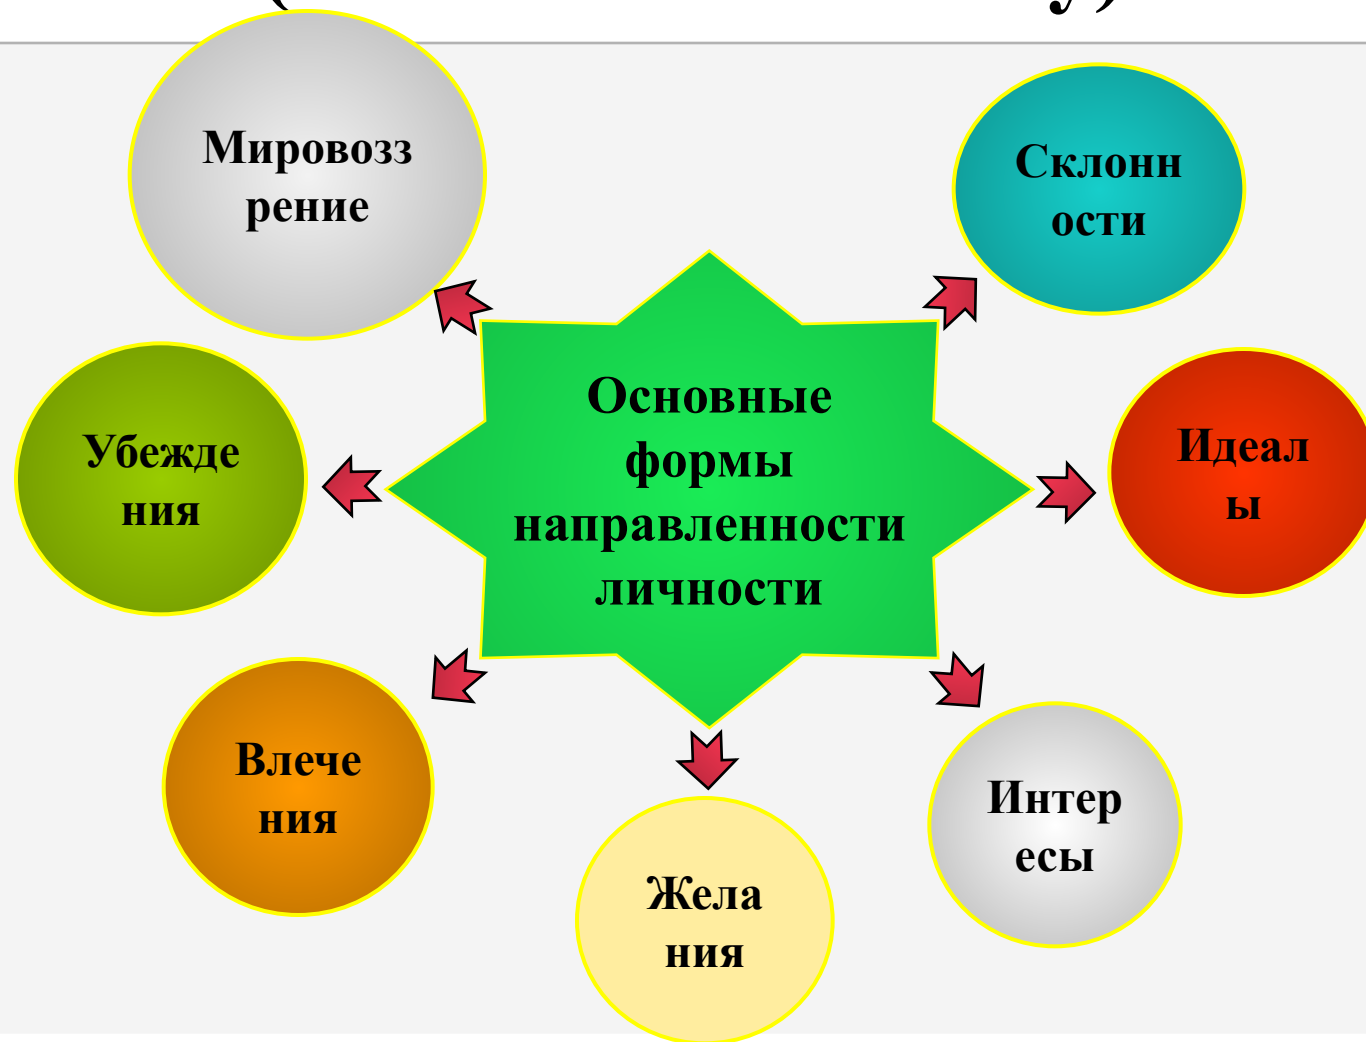 Мировозз
рение
Склонн
ости
Основные
формы
направленности
личности
Убежде
ния
Идеал
ы
Влече
ния
Интер
есы
Жела
ния